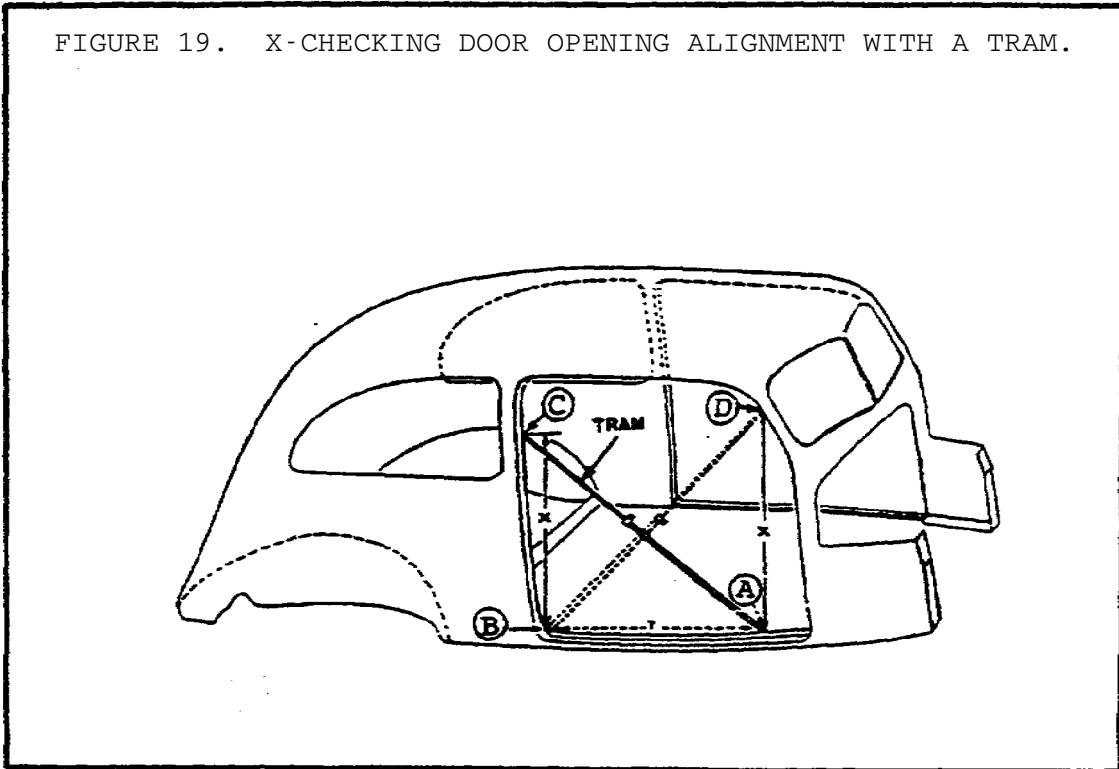 FIGURE 19. X-CHECKING DOOR OPENING ALIGNMENT WITH A TRAM.
C
TRAM
D
X
X
A
B